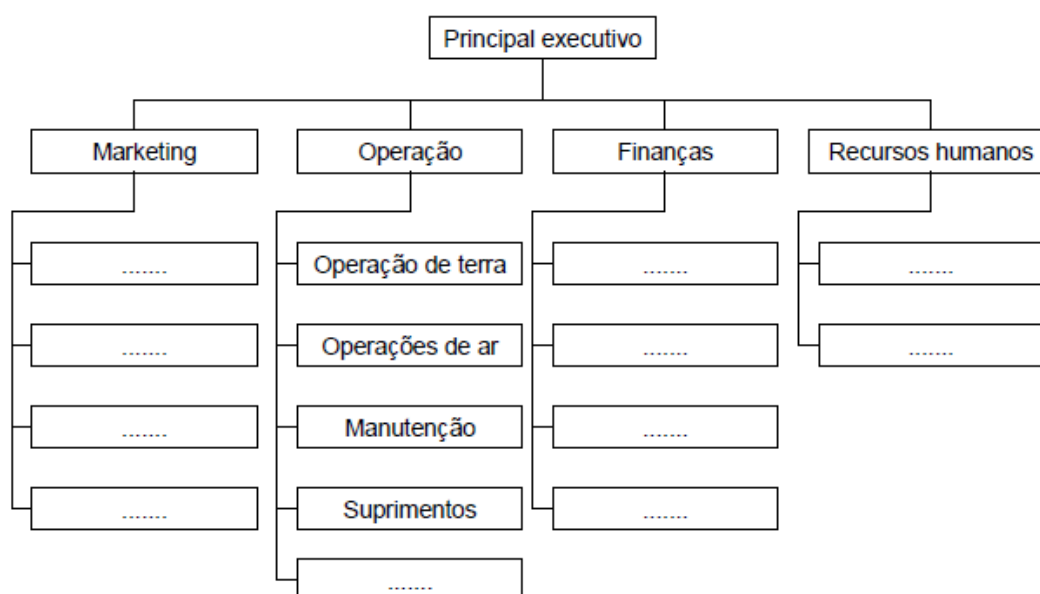 Principal executivo
Marketing
Operação
Finanças
Recursos humanos
.......
Operação de terra
.......
.......
.......
Operações de ar
.......
.......
.......
Manutenção
.......
.......
Suprimentos
.......
.......